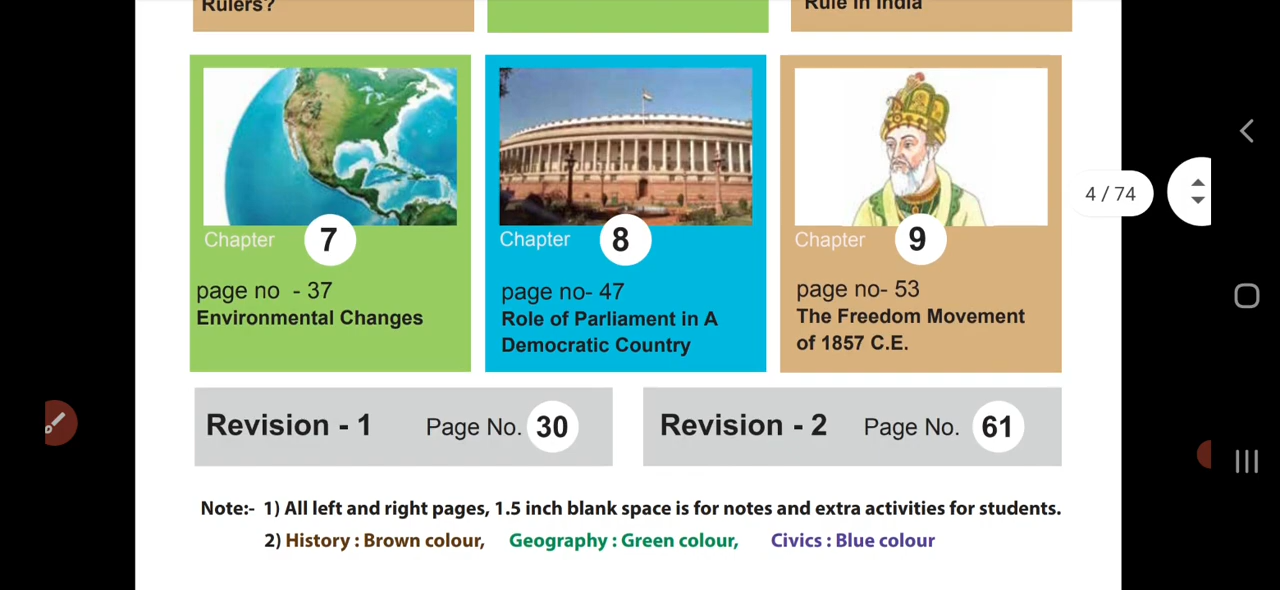 Rulers?
Rule in India
Chapter 7
page no - 37
Environmental Changes
Chapter 8
page no- 47
Role of Parliament in A
Democratic Country
Chapter 9
page no- 53
The Freedom Movement
of 1857 C.E.
4 / 74
Revision - 1 Page No. 30
Revision - 2 Page No. 61
Note:- 1) All left and right pages, 1.5 inch blank space is for notes and extra activities for students.
2) History : Brown colour, Geography : Green colour, Civics : Blue colour